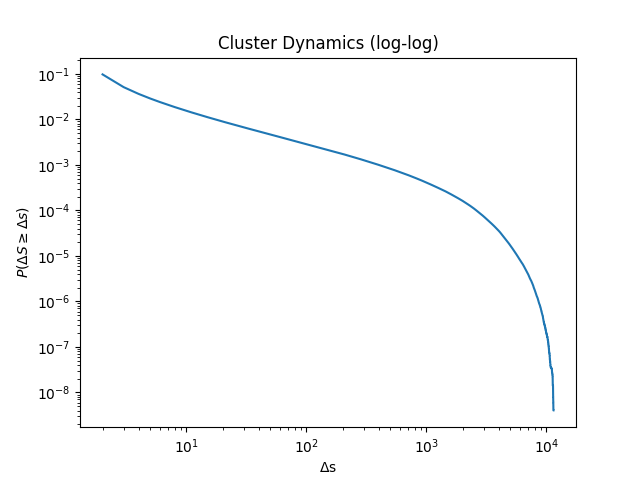 Cluster Dynamics (log-log)
10⁻¹
10⁻²
10⁻³
10⁻⁴
10⁻⁵
10⁻⁶
10⁻⁷
10⁻⁸
P(ΔS ≥ Δs)
10¹ 10² 10³ 10⁴
Δs